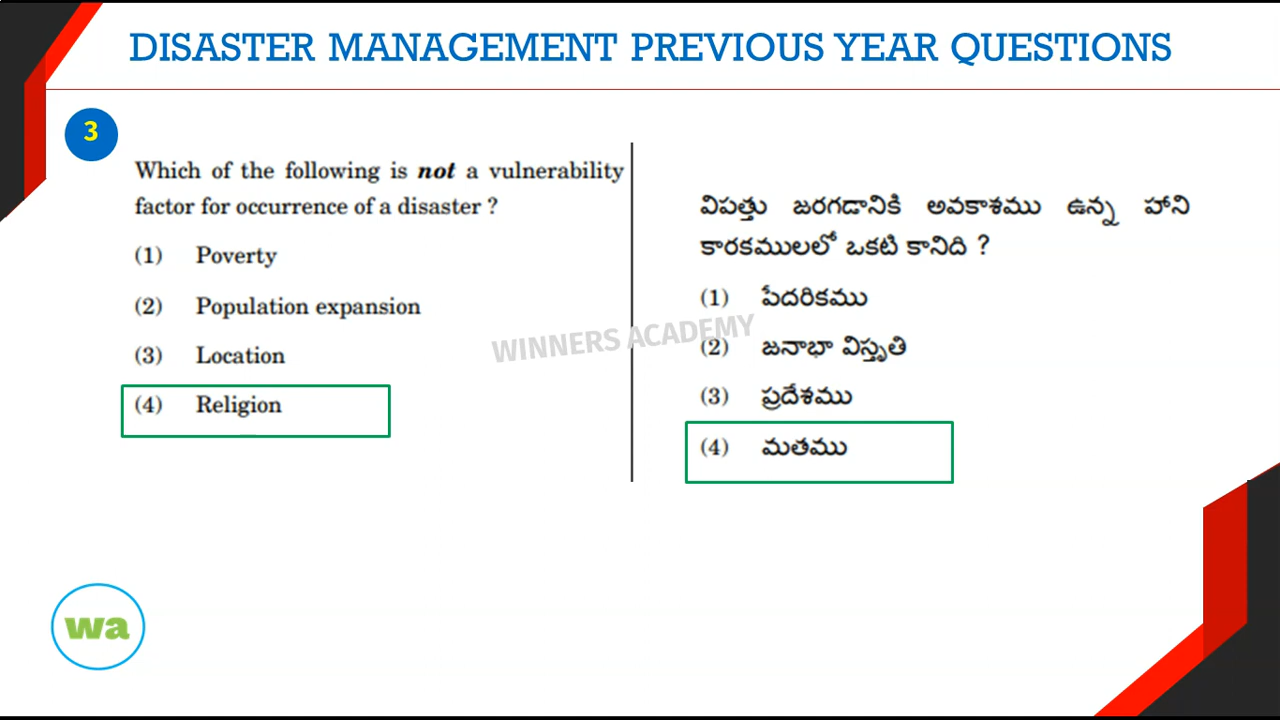 DISASTER MANAGEMENT PREVIOUS YEAR QUESTIONS
3
Which of the following is not a vulnerability
factor for occurrence of a disaster ?
(1) Poverty
(2) Population expansion
(3) Location
(4) Religion
విపత్తు జరగడానికి అవకాశము ఉన్న హాని
కారకములలో ఒకటి కానిది ?
(1) పేదరికము
(2) జనాభా విస్తృతి
(3) ప్రదేశము
(4) మతము
WINNERS ACADEMY
wa